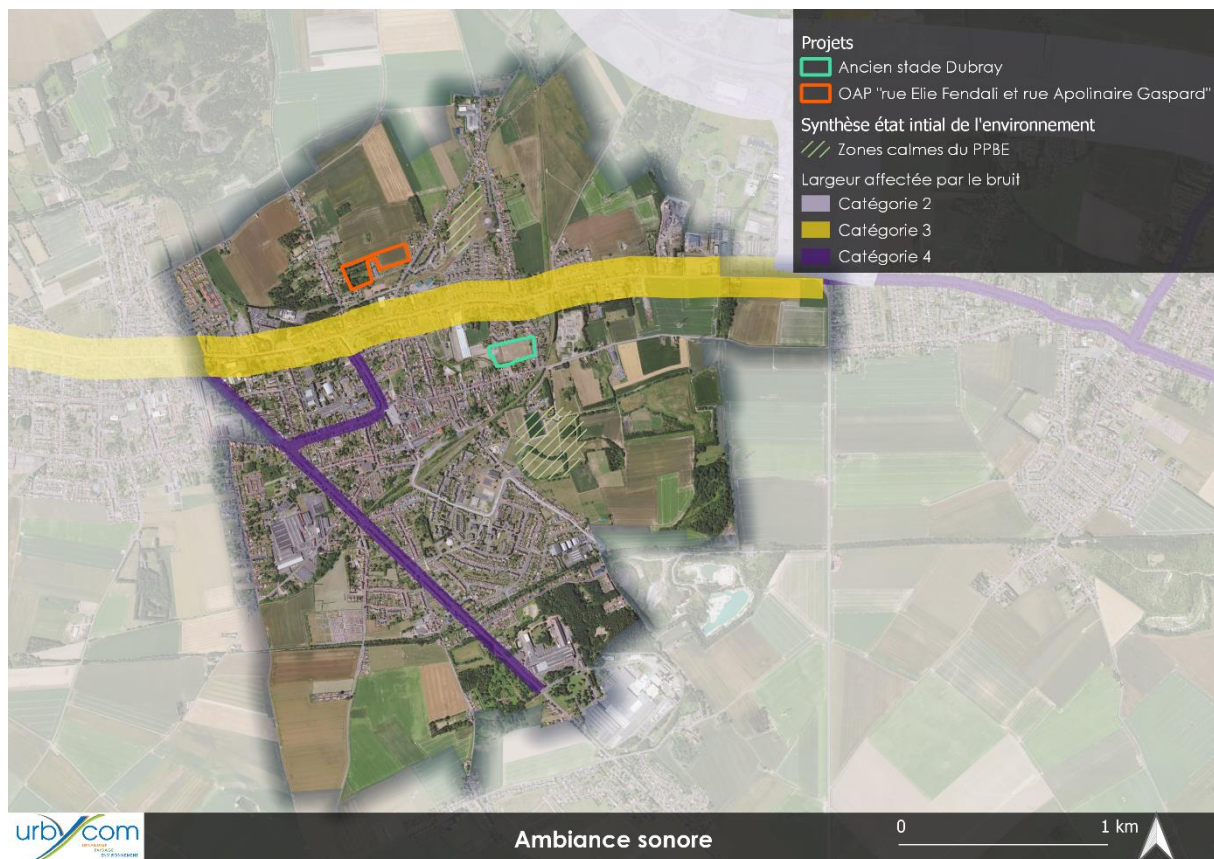 Projets
Ancien stade Dubray
OAP "rue Elie Fendali et rue Apolinaire Gaspard"
Synthèse état intial de l'environnement
Zones calmes du PPBE
Largeur affectée par le bruit
Catégorie 2
Catégorie 3
Catégorie 4
urbycom
PAYSAGE
ENVIRONNEMENT
Ambiance sonore
0
1 km